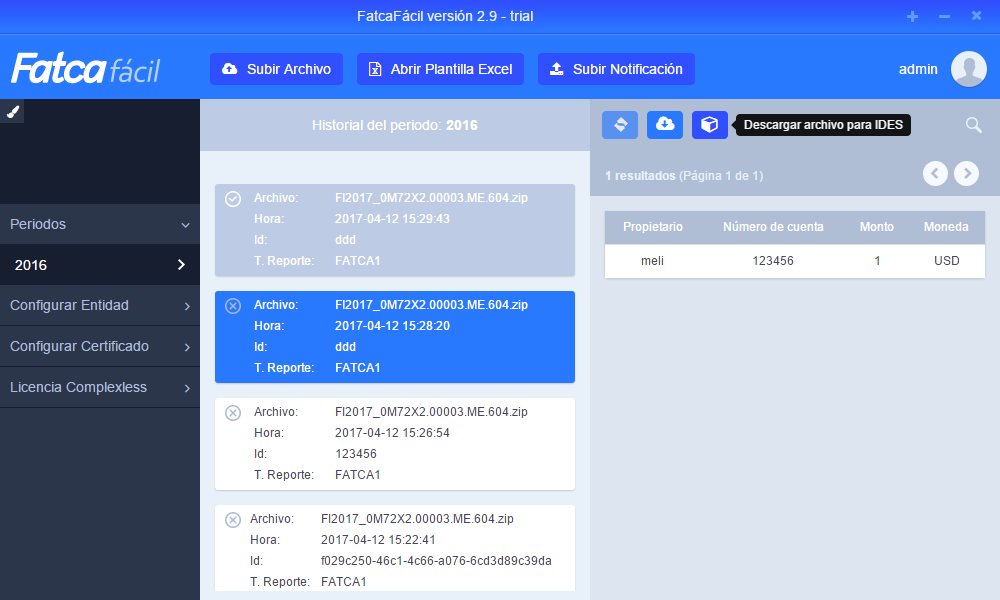 FatcaFácil versión 2.9 - trial
Fatca fácil
Subir Archivo
Abrir Plantilla Excel
Subir Notificación
admin
Periodos
2016
Configurar Entidad
Configurar Certificado
Licencia Complexless
Historial del periodo: 2016
Archivo: FI2017_0M72X2.00003.ME.604.zip
Hora: 2017-04-12 15:29:43
Id: ddd
T. Reporte: FATCA1
Archivo: FI2017_0M72X2.00003.ME.604.zip
Hora: 2017-04-12 15:28:20
Id: ddd
T. Reporte: FATCA1
Archivo: FI2017_0M72X2.00003.ME.604.zip
Hora: 2017-04-12 15:26:54
Id: 123456
T. Reporte: FATCA1
Archivo: FI2017_0M72X2.00003.ME.604.zip
Hora: 2017-04-12 15:22:41
Id: f029c250-46c1-4c66-a076-6cd3d89c39da
T. Reporte: FATCA1
Descargar archivo para IDES
1 resultados (Página 1 de 1)
Propietario Número de cuenta Monto Moneda
meli 123456 1 USD